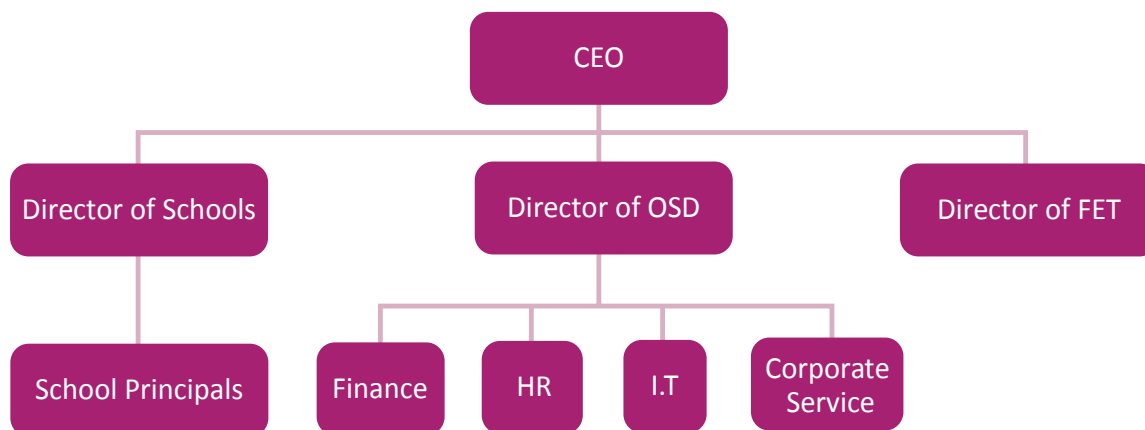 CEO
Director of Schools
Director of OSD
Director of FET
School Principals
Finance
HR
I.T
Corporate
Service